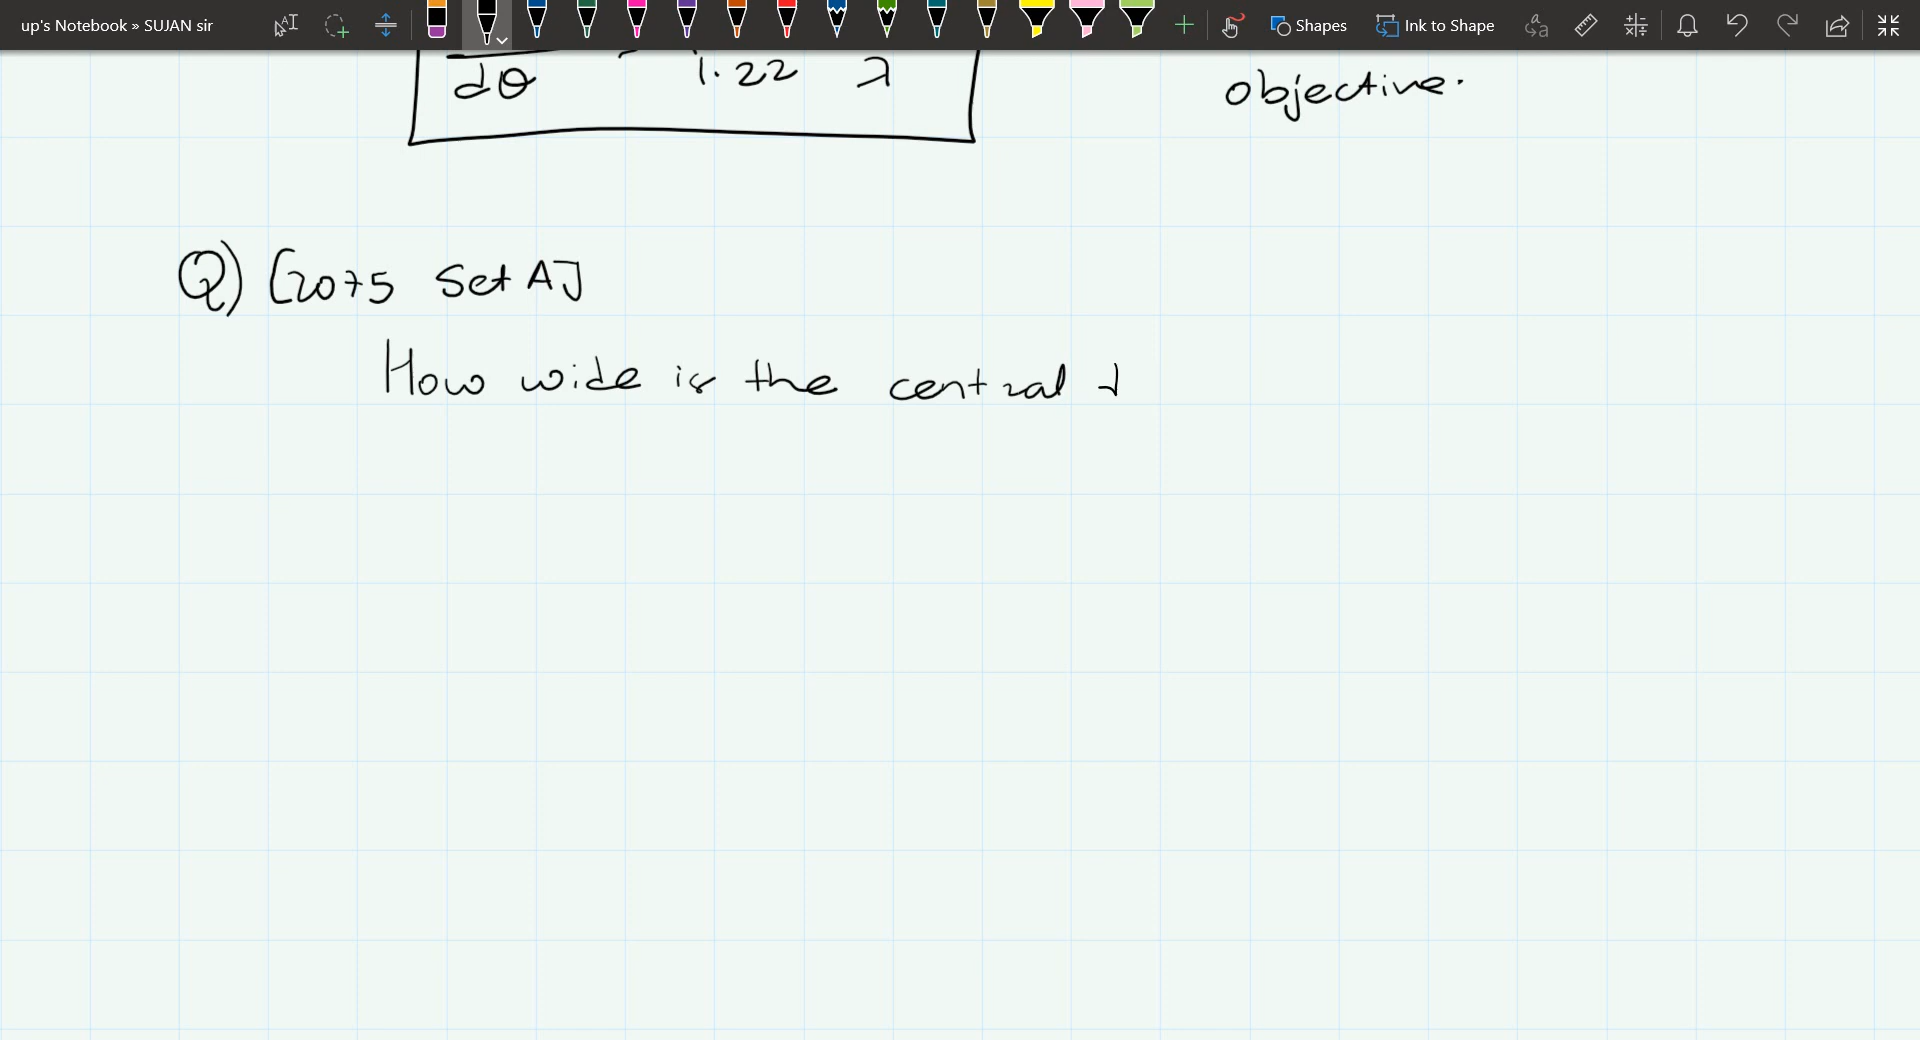 up's Notebook » SUJAN sir
Shapes
Ink to Shape
dθ 1.22 λ
objective.
Q) [2075 Set A]
How wide is the central d